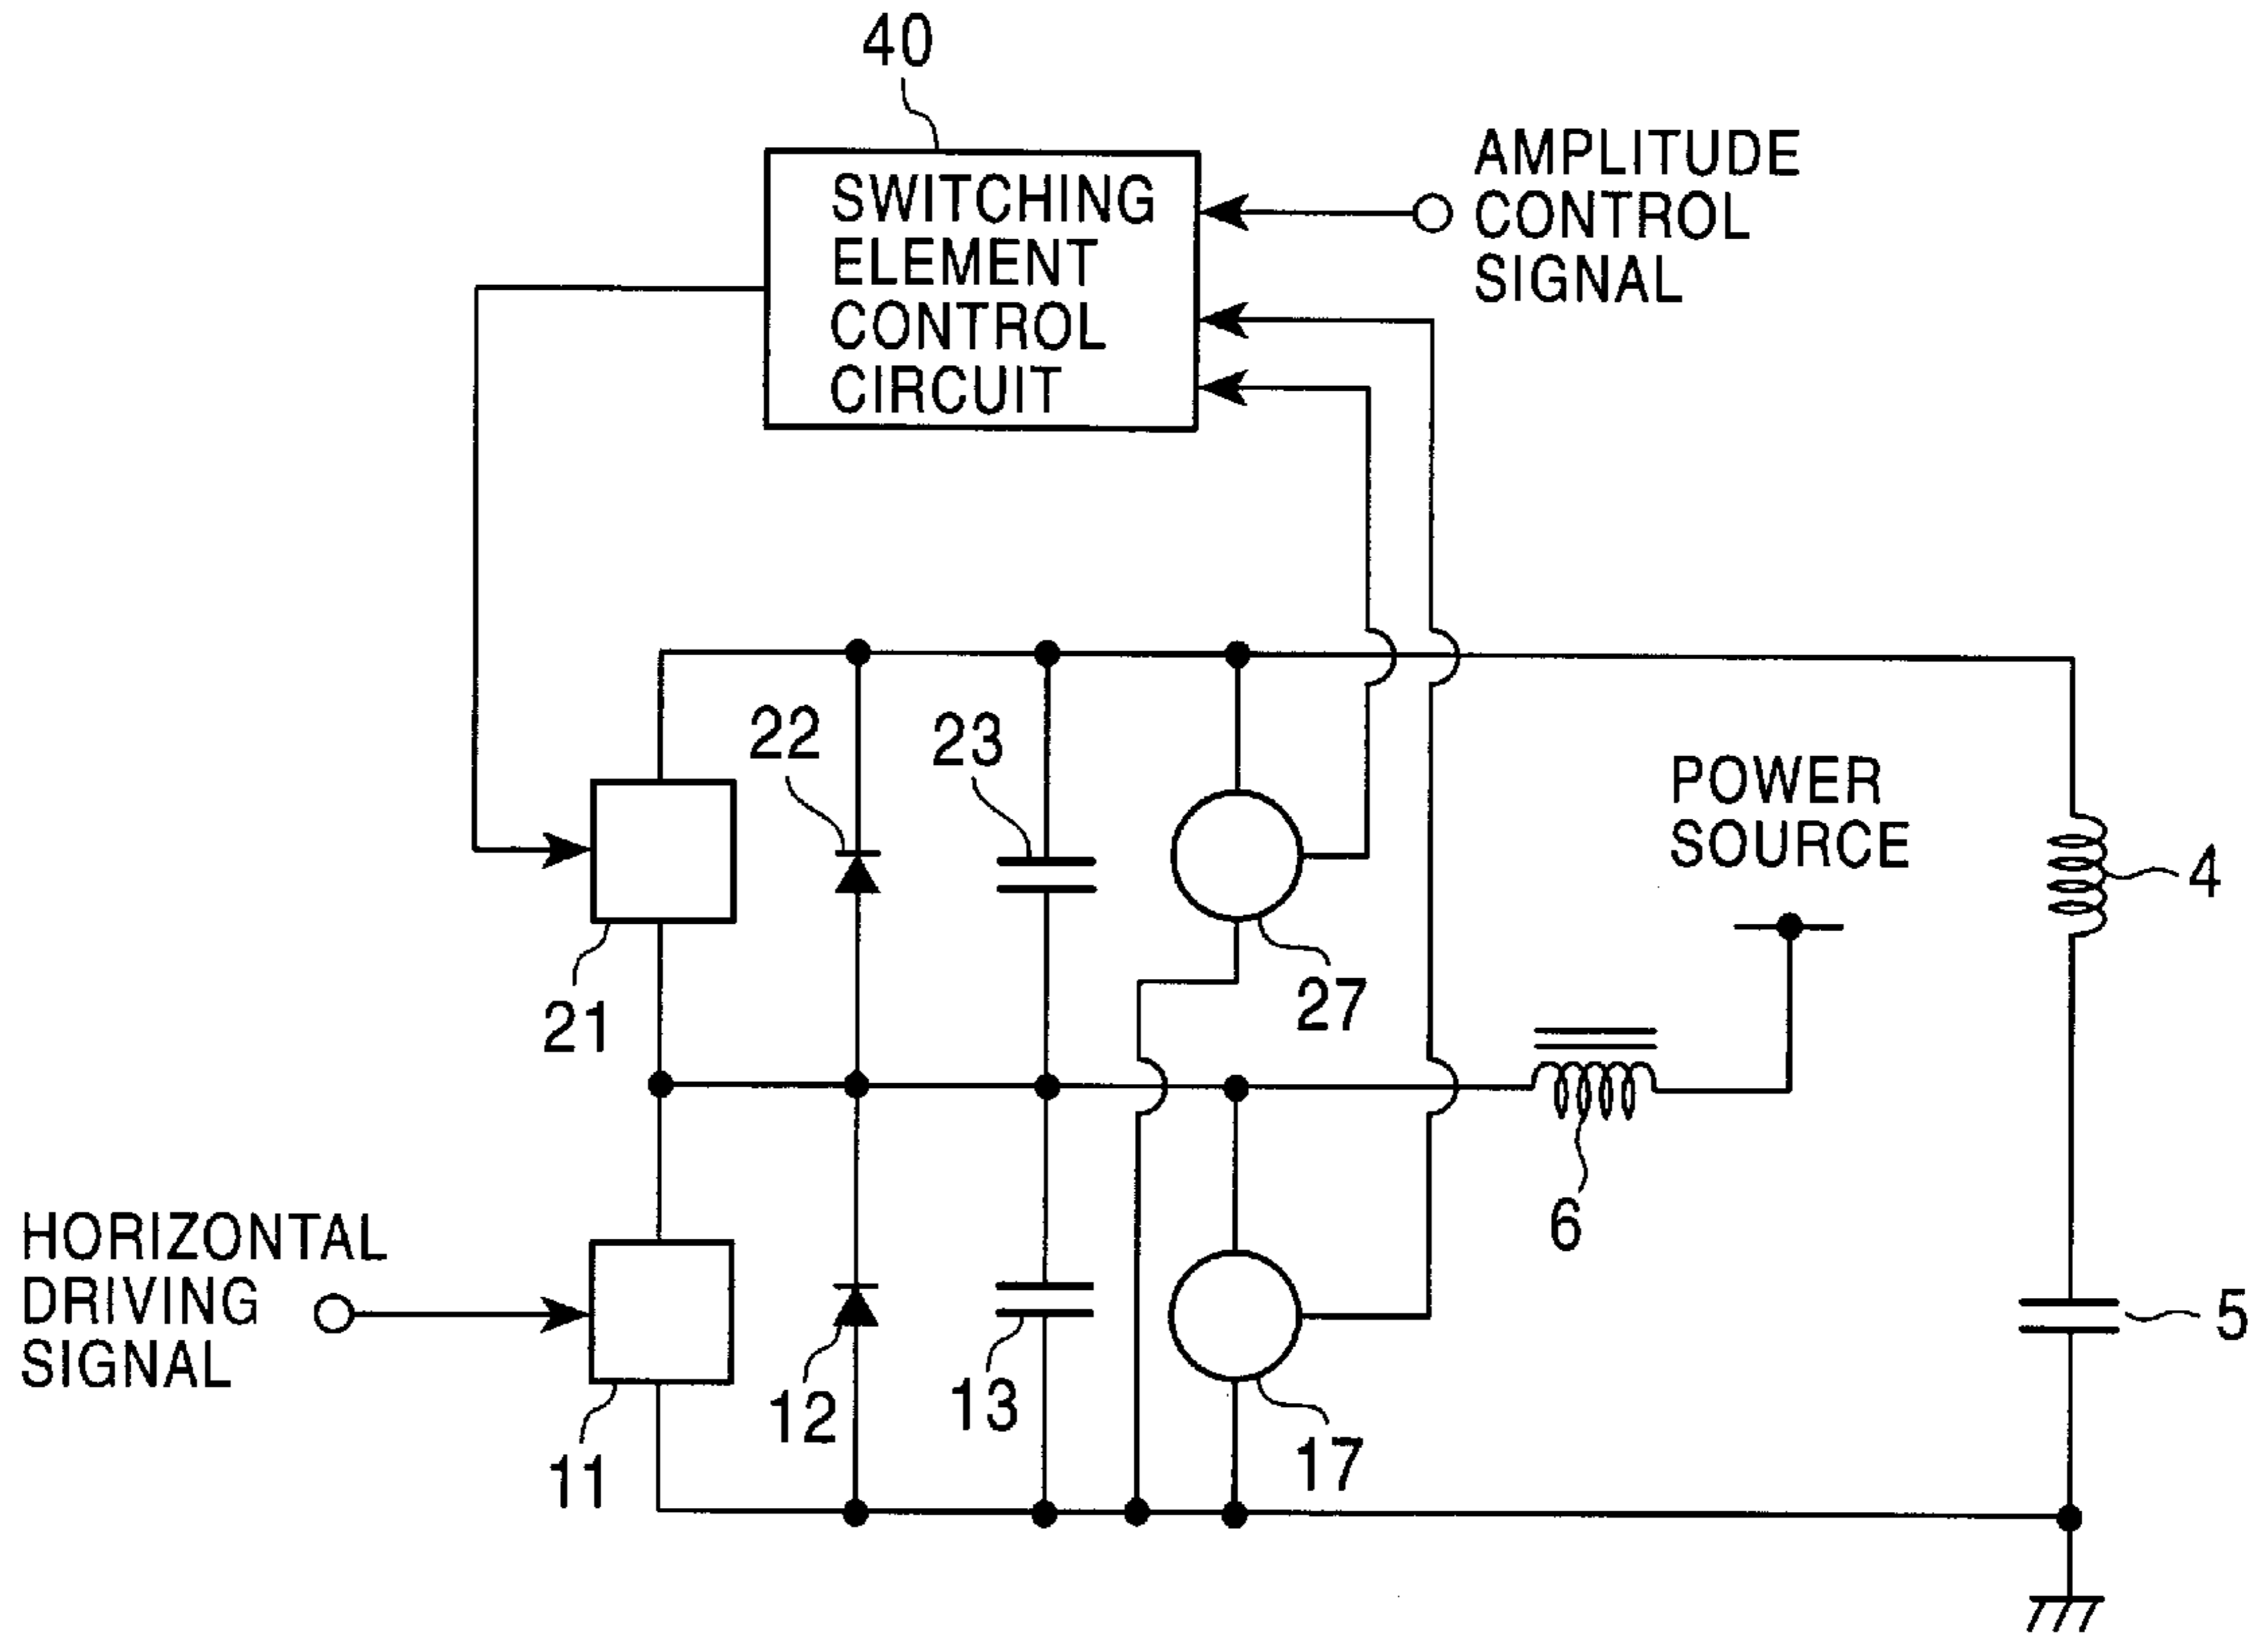 40
SWITCHING
ELEMENT
CONTROL
CIRCUIT
AMPLITUDE
CONTROL
SIGNAL
22
23
POWER
SOURCE
4
21
27
6
HORIZONTAL
DRIVING
SIGNAL
5
12
13
11
17